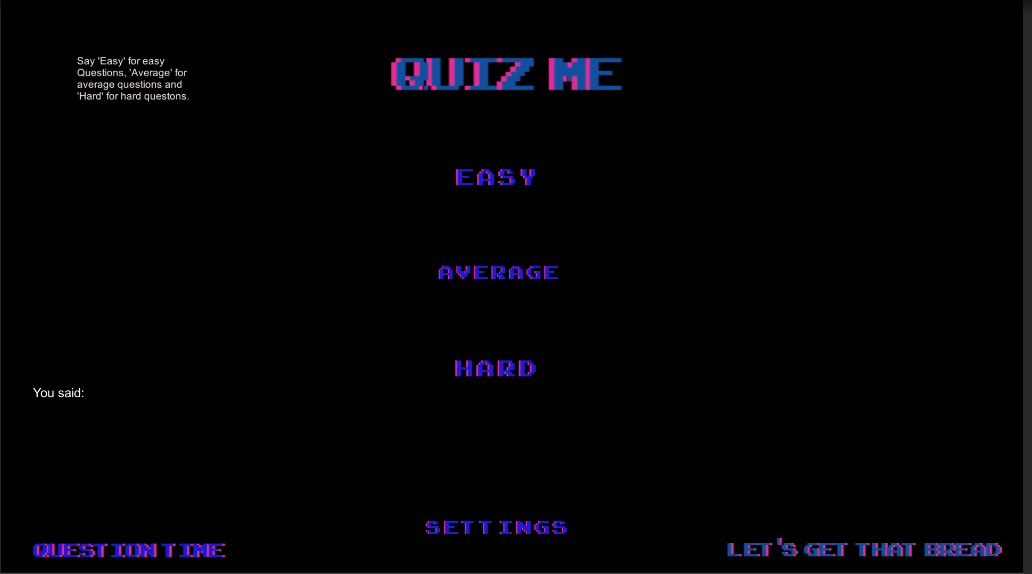 QUIZ ME
Say 'Easy' for easy
Questions, 'Average' for
average questions and
'Hard' for hard questons.
EASY
AVERAGE
HARD
You said:
SETTINGS
QUESTION TIME
LET'S GET THAT BREAD